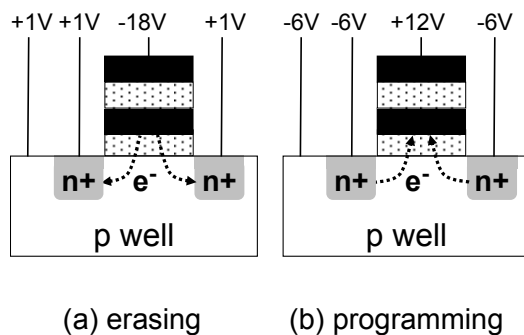 +1V +1V -18V +1V
-6V -6V +12V -6V
n+ e- n+
n+ e- n+
p well
p well
(a) erasing
(b) programming